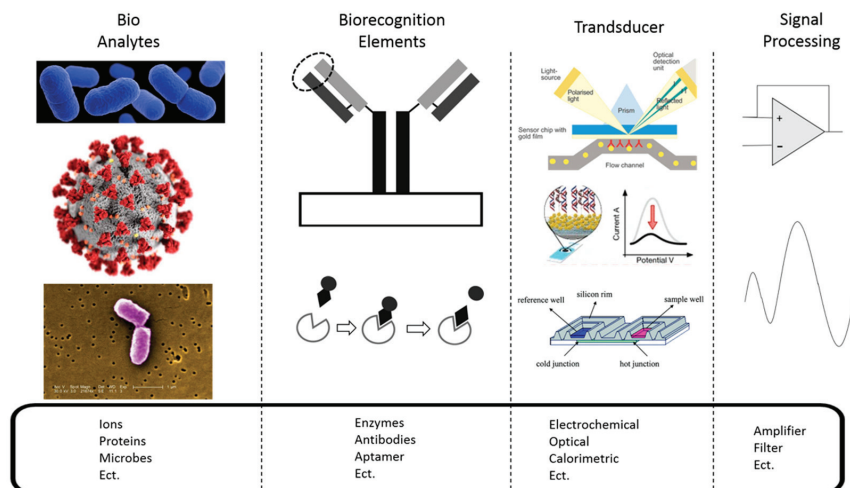 Bio
Analytes
Biorecognition
Elements
Trandsducer
Signal
Processing
Light-
source
Polarised
light
Prism
Optical
detection
unit
Reflected
light
Sensor chip with
gold film
Flow channel
Current A
Potential V
reference well
silicon rim
sample well
cold junction
hot junction
+
−
Ions
Proteins
Microbes
Ect.
Enzymes
Antibodies
Aptamer
Ect.
Electrochemical
Optical
Calorimetric
Ect.
Amplifier
Filter
Ect.